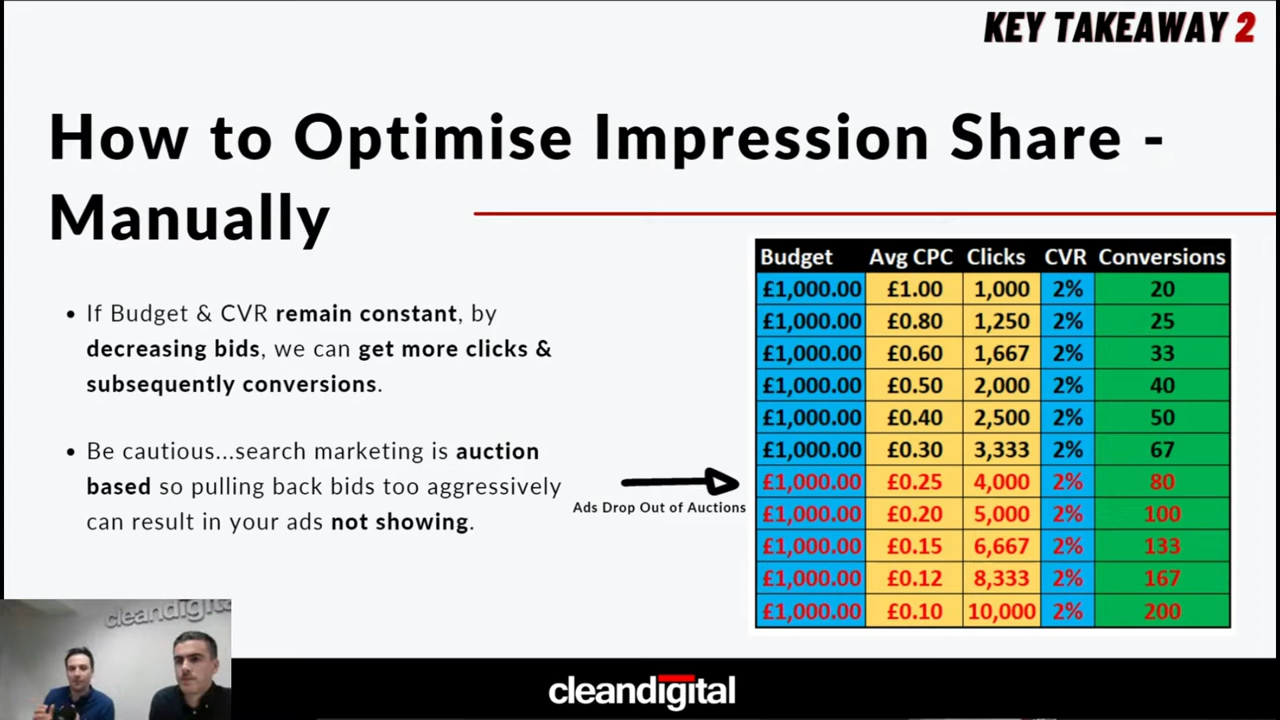 KEY TAKEAWAY 2
How to Optimise Impression Share -
Manually
• If Budget & CVR remain constant, by
decreasing bids, we can get more clicks &
subsequently conversions.
• Be cautious...search marketing is auction
based so pulling back bids too aggressively
can result in your ads not showing.
Ads Drop Out of Auctions
Budget Avg CPC Clicks CVR Conversions
£1,000.00 £1.00 1,000 2% 20
£1,000.00 £0.80 1,250 2% 25
£1,000.00 £0.60 1,667 2% 33
£1,000.00 £0.50 2,000 2% 40
£1,000.00 £0.40 2,500 2% 50
£1,000.00 £0.30 3,333 2% 67
£1,000.00 £0.25 4,000 2% 80
£1,000.00 £0.20 5,000 2% 100
£1,000.00 £0.15 6,667 2% 133
£1,000.00 £0.12 8,333 2% 167
£1,000.00 £0.10 10,000 2% 200
cleandigita
cleandigital